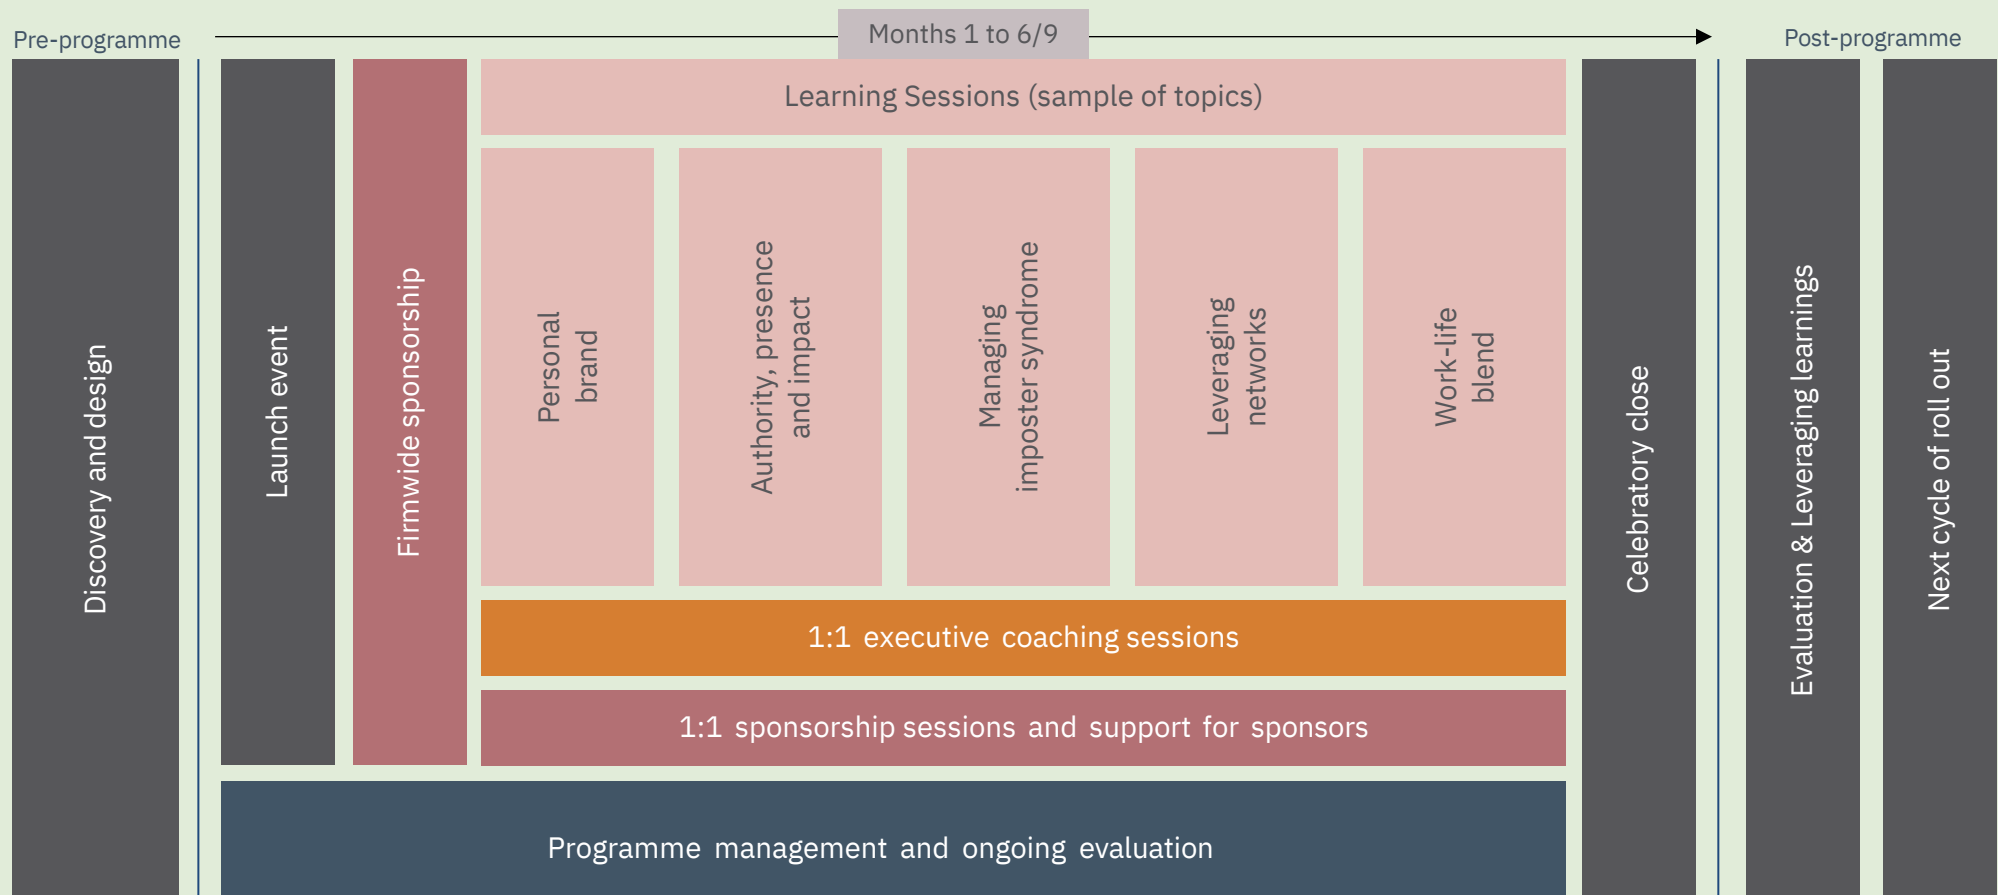 Pre-programme
Months 1 to 6/9
Post-programme
Discovery and design
Launch event
Firmwide sponsorship
Learning Sessions (sample of topics)
Personal
brand
Authority, presence
and impact
Managing
imposter syndrome
Leveraging
networks
Work-life
blend
1:1 executive coaching sessions
1:1 sponsorship sessions and support for sponsors
Programme management and ongoing evaluation
Celebratory close
Evaluation & Leveraging learnings
Next cycle of roll out